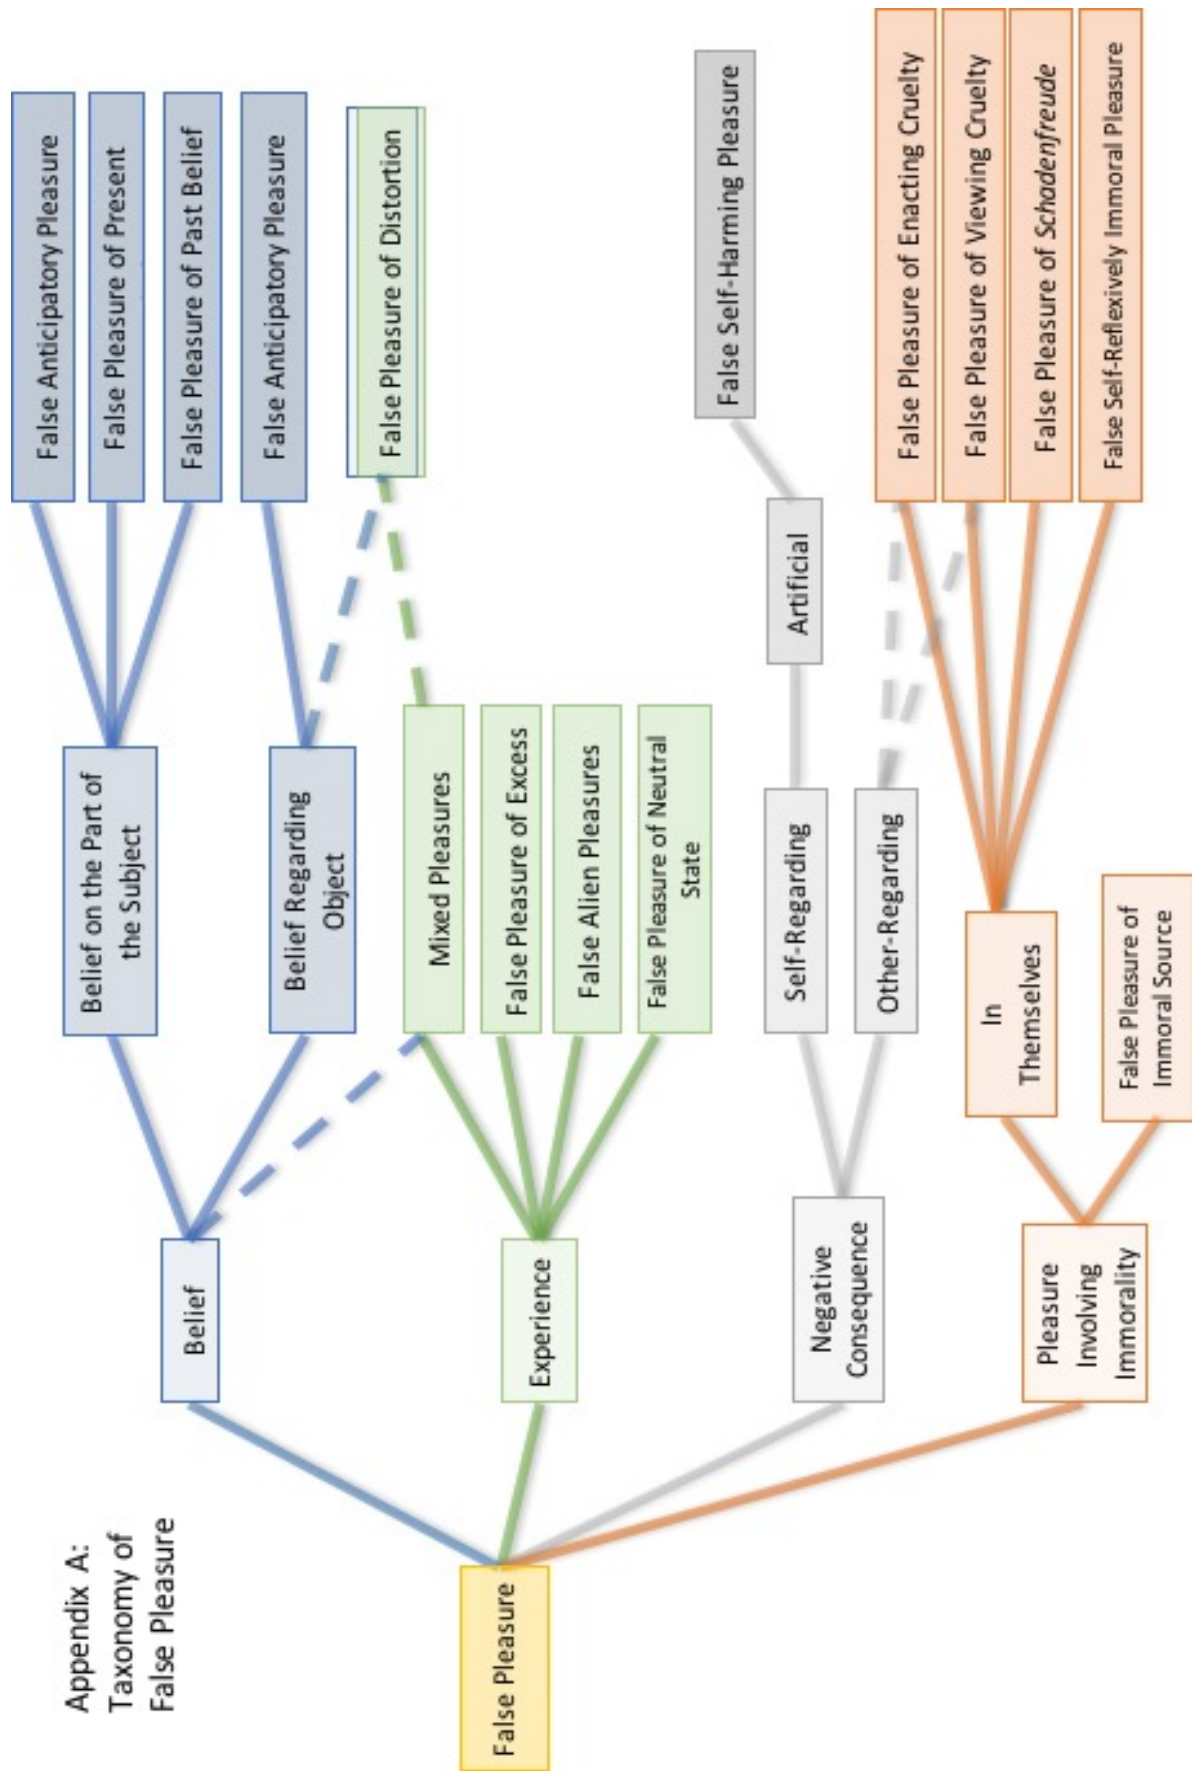 Appendix A:
Taxonomy of
False Pleasure
False Pleasure
Belief
Experience
Negative
Consequence
Pleasure
Involving
Immorality
Belief on the Part of
the Subject
Belief Regarding
Object
Mixed Pleasures
False Pleasure of Excess
False Alien Pleasures
False Pleasure of Neutral
State
Self-Regarding
Other-Regarding
In
Themselves
False Pleasure of
Immoral Source
Artificial
False Anticipatory Pleasure
False Pleasure of Present
False Pleasure of Past Belief
False Anticipatory Pleasure
False Pleasure of Distortion
False Self-Harming Pleasure
False Pleasure of Enacting Cruelty
False Pleasure of Viewing Cruelty
False Pleasure of Schadenfreude
False Self-Reflexively Immoral Pleasure